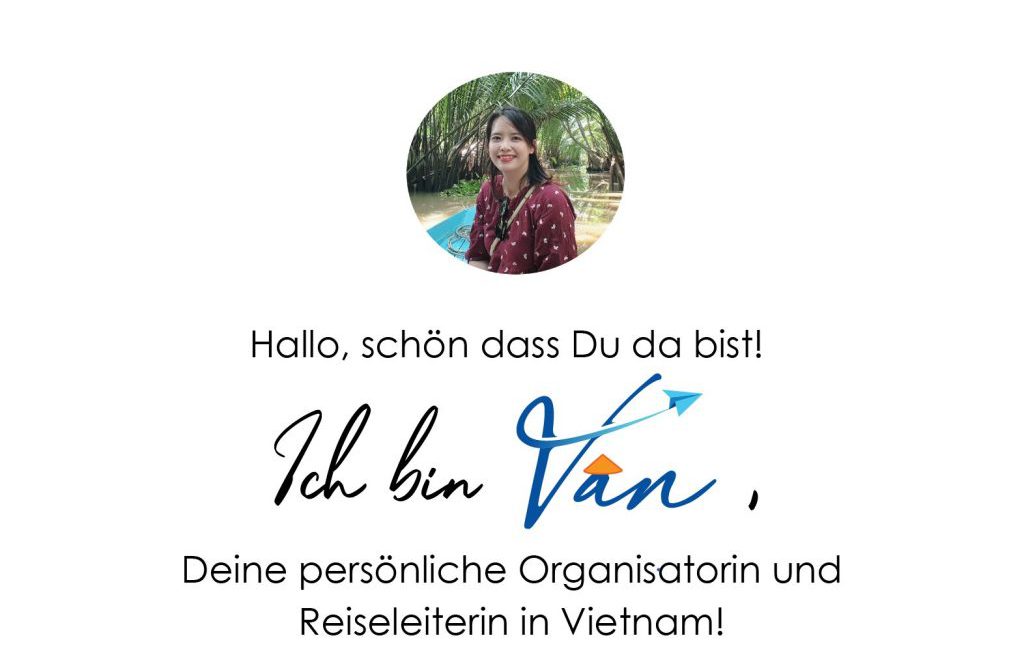 Hallo, schön dass Du da bist!
Ich bin Vân ,
Deine persönliche Organisatorin und
Reiseleiterin in Vietnam!